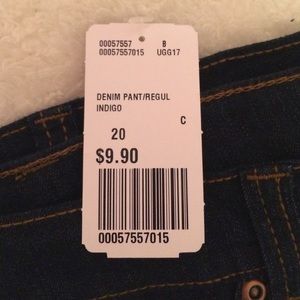 00057557 B
00057557015 UGG17
DENIM PANT/REGUL
INDIGO
C
20
$9.90
00057557015